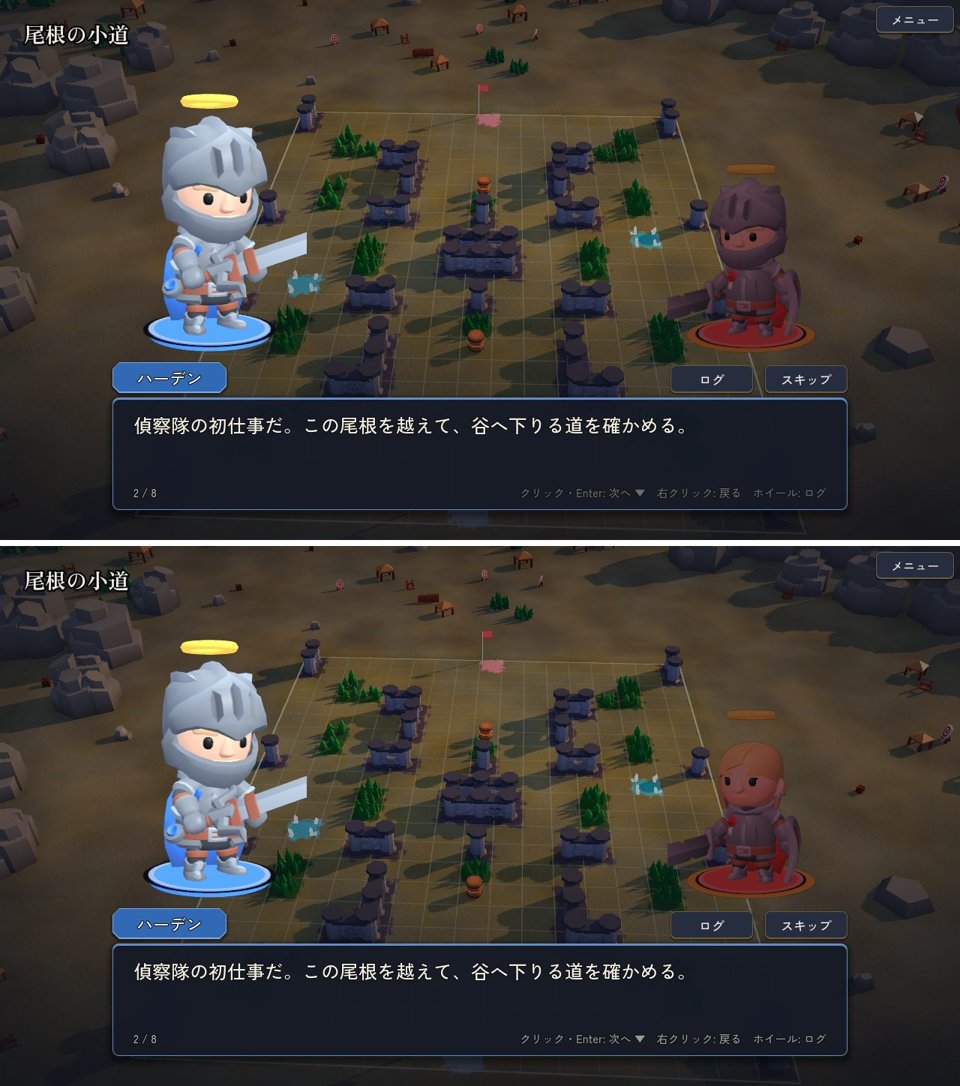 尾根の小道
メニュー
ハーデン
ログ
スキップ
偵察隊の初仕事だ。この尾根を越えて、谷へ下りる道を確かめる。
2 / 8
クリック・Enter: 次へ ▼ 右クリック: 戻る ホイール: ログ
尾根の小道
メニュー
ハーデン
ログ
スキップ
偵察隊の初仕事だ。この尾根を越えて、谷へ下りる道を確かめる。
2 / 8
クリック・Enter: 次へ ▼ 右クリック: 戻る ホイール: ログ